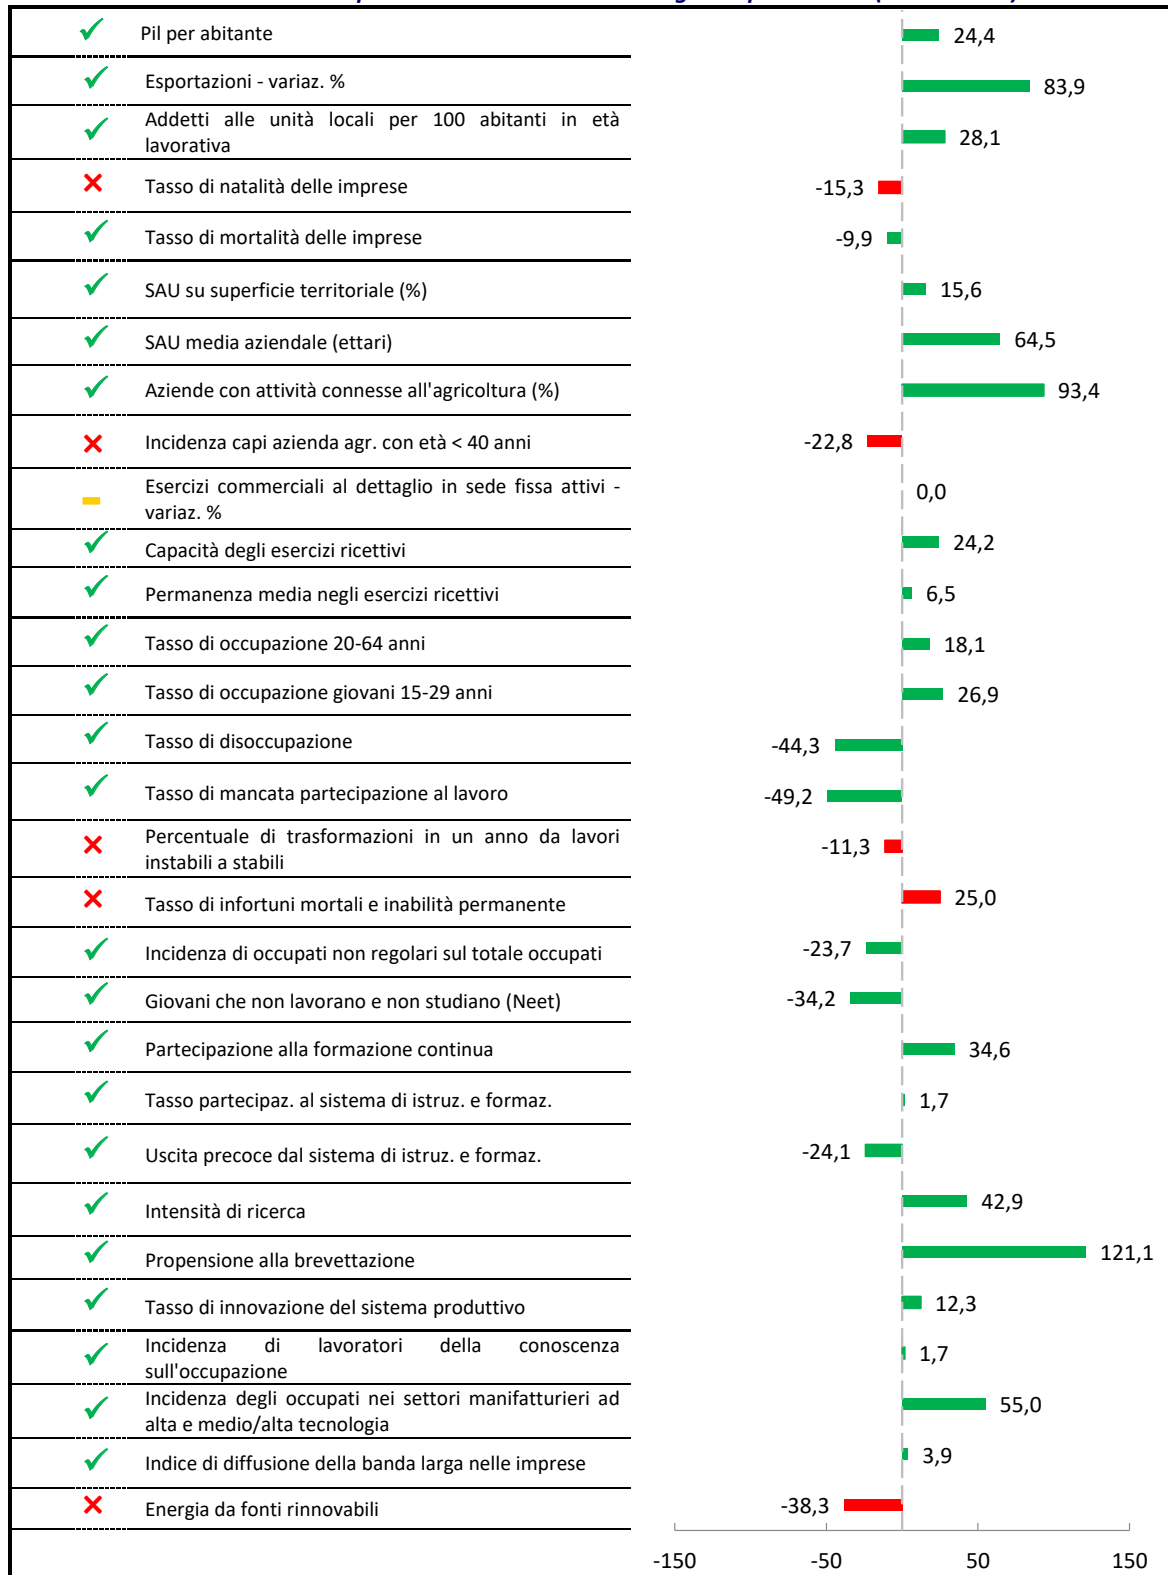 Pil per abitante
24,4
Esportazioni - variaz. %
83,9
Addetti alle unità locali per 100 abitanti in età
lavorativa
28,1
Tasso di natalità delle imprese
-15,3
Tasso di mortalità delle imprese
-9,9
SAU su superficie territoriale (%)
15,6
SAU media aziendale (ettari)
64,5
Aziende con attività connesse all'agricoltura (%)
93,4
Incidenza capi azienda agr. con età < 40 anni
-22,8
Esercizi commerciali al dettaglio in sede fissa attivi -
variaz. %
0,0
Capacità degli esercizi ricettivi
24,2
Permanenza media negli esercizi ricettivi
6,5
Tasso di occupazione 20-64 anni
18,1
Tasso di occupazione giovani 15-29 anni
26,9
Tasso di disoccupazione
-44,3
Tasso di mancata partecipazione al lavoro
-49,2
Percentuale di trasformazioni in un anno da lavori
instabili a stabili
-11,3
Tasso di infortuni mortali e inabilità permanente
25,0
Incidenza di occupati non regolari sul totale occupati
-23,7
Giovani che non lavorano e non studiano (Neet)
-34,2
Partecipazione alla formazione continua
34,6
Tasso partecipaz. al sistema di istruz. e formaz.
1,7
Uscita precoce dal sistema di istruz. e formaz.
-24,1
Intensità di ricerca
42,9
Propensione alla brevettazione
121,1
Tasso di innovazione del sistema produttivo
12,3
Incidenza di lavoratori della conoscenza
sull'occupazione
1,7
Incidenza degli occupati nei settori manifatturieri ad
alta e medio/alta tecnologia
55,0
Indice di diffusione della banda larga nelle imprese
3,9
Energia da fonti rinnovabili
-38,3
-150 -50 50 150